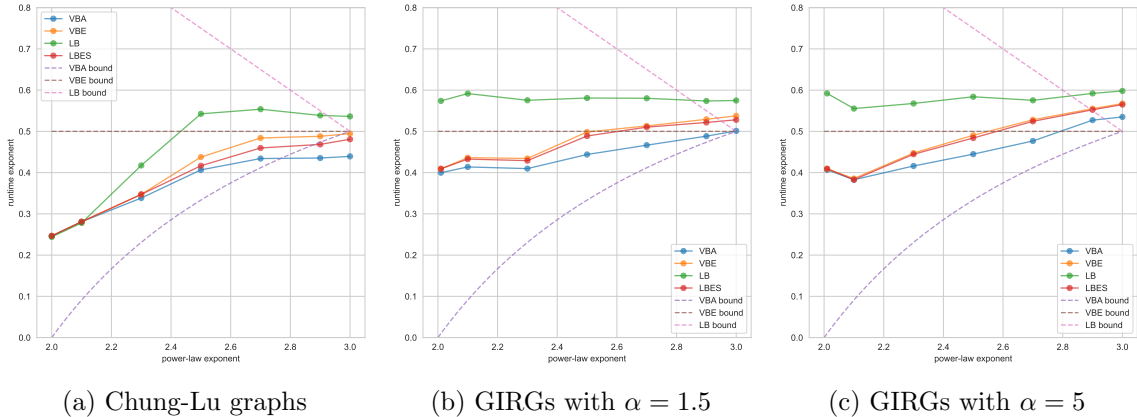 0.8
0.7
0.6
0.5
0.4
0.3
0.2
0.1
0.0
runtime exponent
VBA
VBE
LB
LBES
VBA bound
VBE bound
LB bound
2.0 2.2 2.4 2.6 2.8 3.0
power-law exponent
(a) Chung-Lu graphs
0.8
0.7
0.6
0.5
0.4
0.3
0.2
0.1
0.0
runtime exponent
VBA
VBE
LB
LBES
VBA bound
VBE bound
LB bound
2.0 2.2 2.4 2.6 2.8 3.0
power-law exponent
(b) GIRGs with α = 1.5
0.8
0.7
0.6
0.5
0.4
0.3
0.2
0.1
0.0
runtime exponent
VBA
VBE
LB
LBES
VBA bound
VBE bound
LB bound
2.0 2.2 2.4 2.6 2.8 3.0
power-law exponent
(c) GIRGs with α = 5